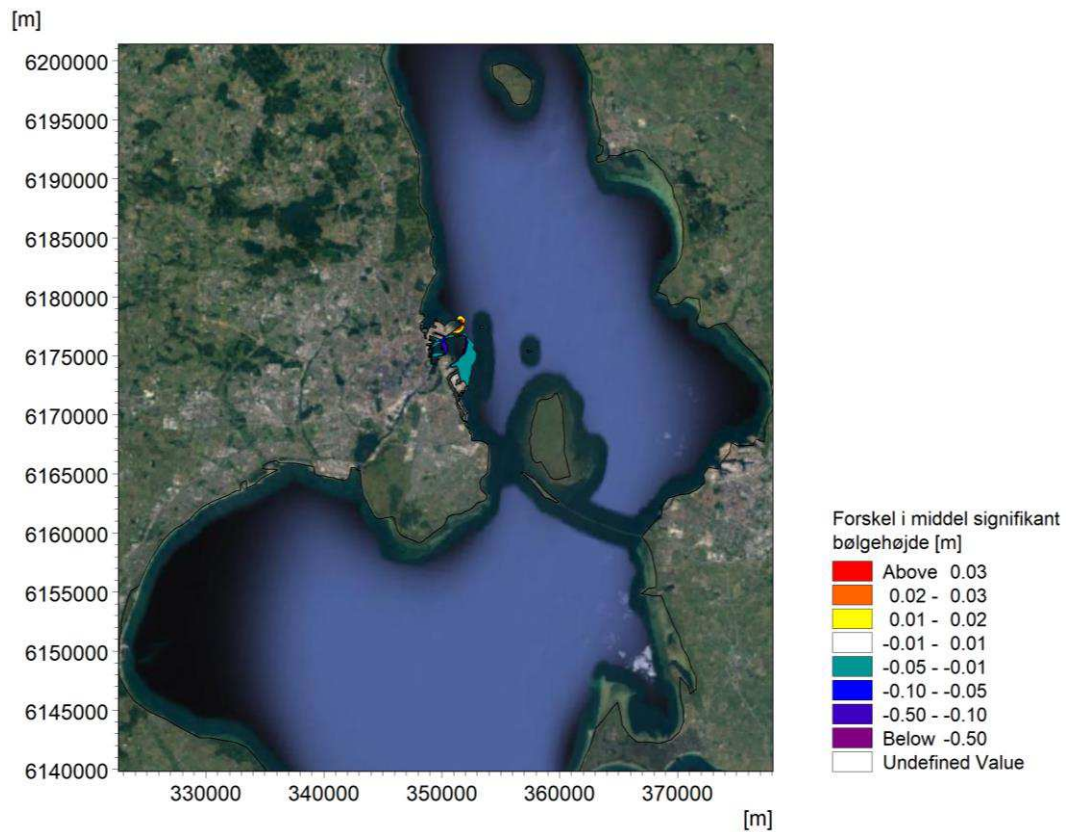 [m]
6200000
6195000
6190000
6185000
6180000
6175000
6170000
6165000
6160000
6155000
6150000
6145000
6140000
330000 340000 350000 360000 370000
[m]
Forskel i middel signifikant
bølgehøjde [m]
Above 0.03
0.02 - 0.03
0.01 - 0.02
-0.01 - 0.01
-0.05 - -0.01
-0.10 - -0.05
-0.50 - -0.10
Below -0.50
Undefined Value